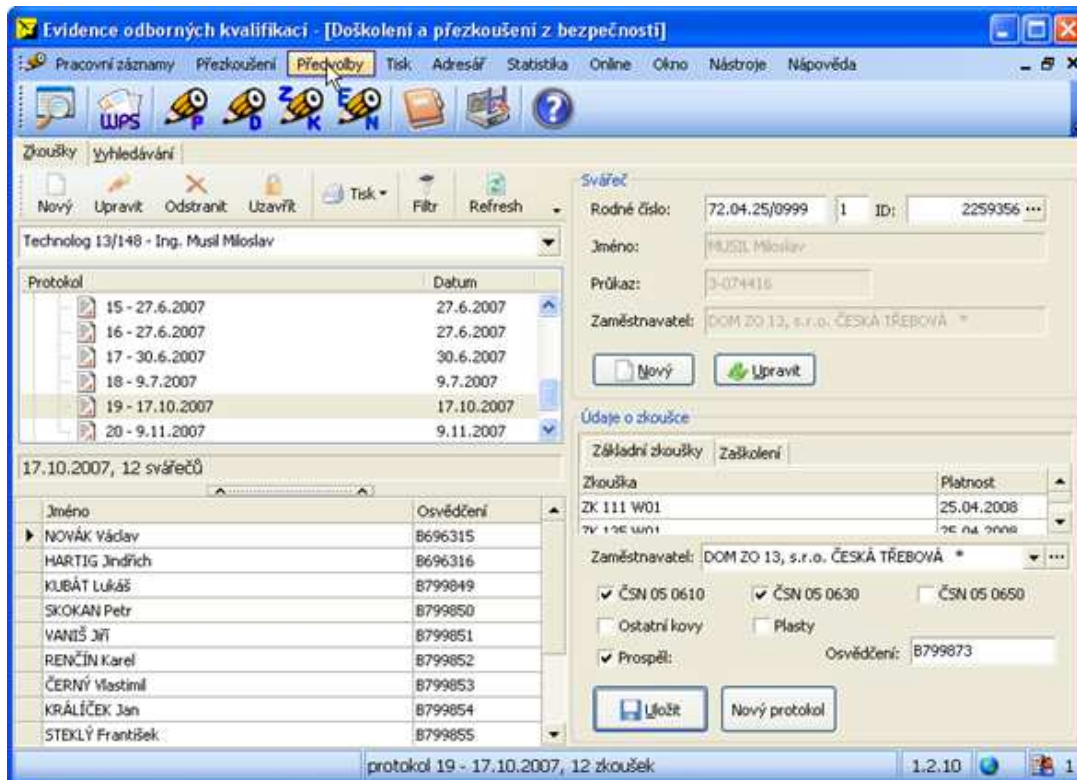 Evidence odborných kvalifikací - [Doškolení a přezkoušení z bezpečnosti]
Pracovní záznamy Přezkoušení Předvolby Tisk Adresář Statistika Online Okno Nástroje Nápověda
WPS P D Z K E N
Zkoušky Vyhledávání
Nový Upravit Odstranit Uzavřít Tisk Filtr Refresh
Technolog 13/148 - Ing. Musil Miloslav
Protokol Datum
15 - 27.6.2007 27.6.2007
16 - 27.6.2007 27.6.2007
17 - 30.6.2007 30.6.2007
18 - 9.7.2007 9.7.2007
19 - 17.10.2007 17.10.2007
20 - 9.11.2007 9.11.2007
17.10.2007, 12 svářečů
Jméno Osvědčení
NOVÁK Václav B696315
HARTIG Jindřich B696316
KUBÁT Lukáš B799849
SKOKAN Petr B799850
VANIŠ Jiří B799851
RENČÍN Karel B799852
ČERNÝ Vlastimil B799853
KRÁLÍČEK Jan B799854
STEKLÝ František B799855
Svářeč
Rodné číslo: 72.04.25/0999 1 ID: 2259356 ...
Jméno: MUSIL Miloslav
Průkaz: 3-074416
Zaměstnavatel: DOM ZO 13, s.r.o. ČESKÁ TŘEBOVÁ *
Nový Upravit
Údaje o zkoušce
Základní zkoušky Zaškolení
Zkouška Platnost
ZK 111 W01 25.04.2008
ZK 135 W01 25.04.2008
Zaměstnavatel: DOM ZO 13, s.r.o. ČESKÁ TŘEBOVÁ * ...
ČSN 05 0610 ČSN 05 0630 ČSN 05 0650
Ostatní kovy Plasty
Prospěl: Osvědčení: B799873
Uložit Nový protokol
protokol 19 - 17.10.2007, 12 zkoušek 1.2.10 1